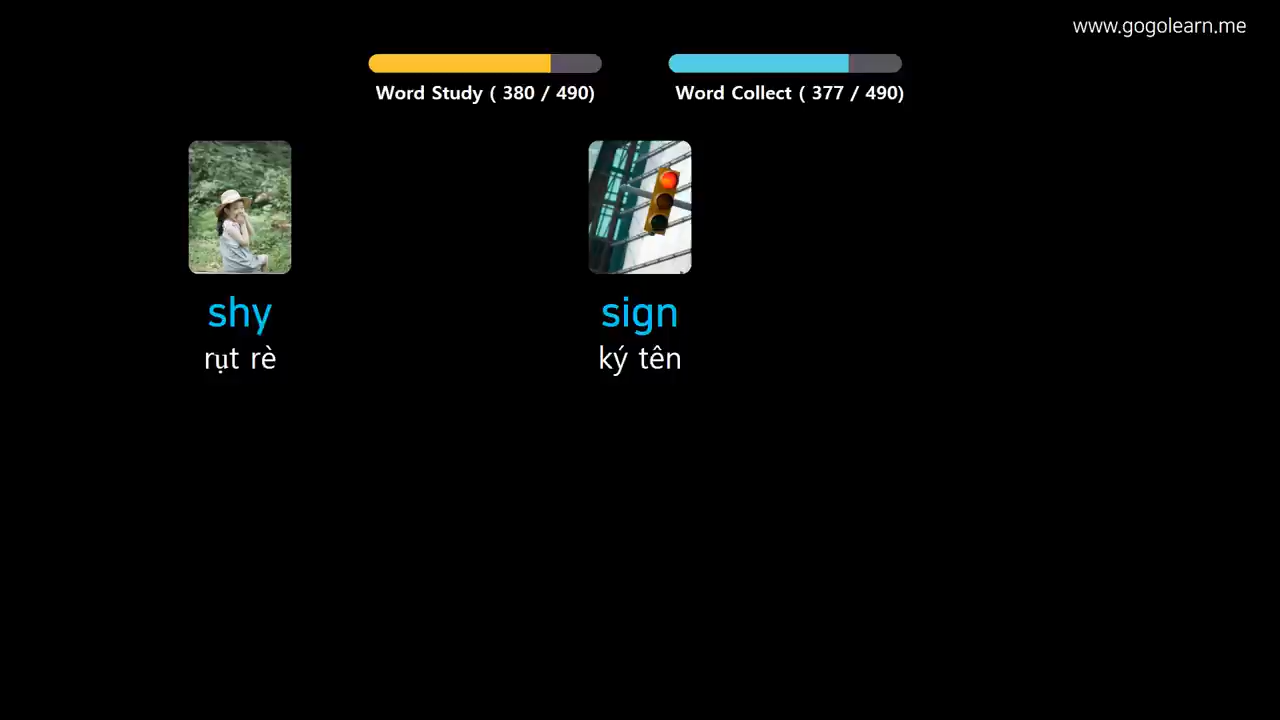 www.gogolearn.me
Word Study ( 380 / 490)
Word Collect ( 377 / 490)
shy
rụt rè
sign
ký tên